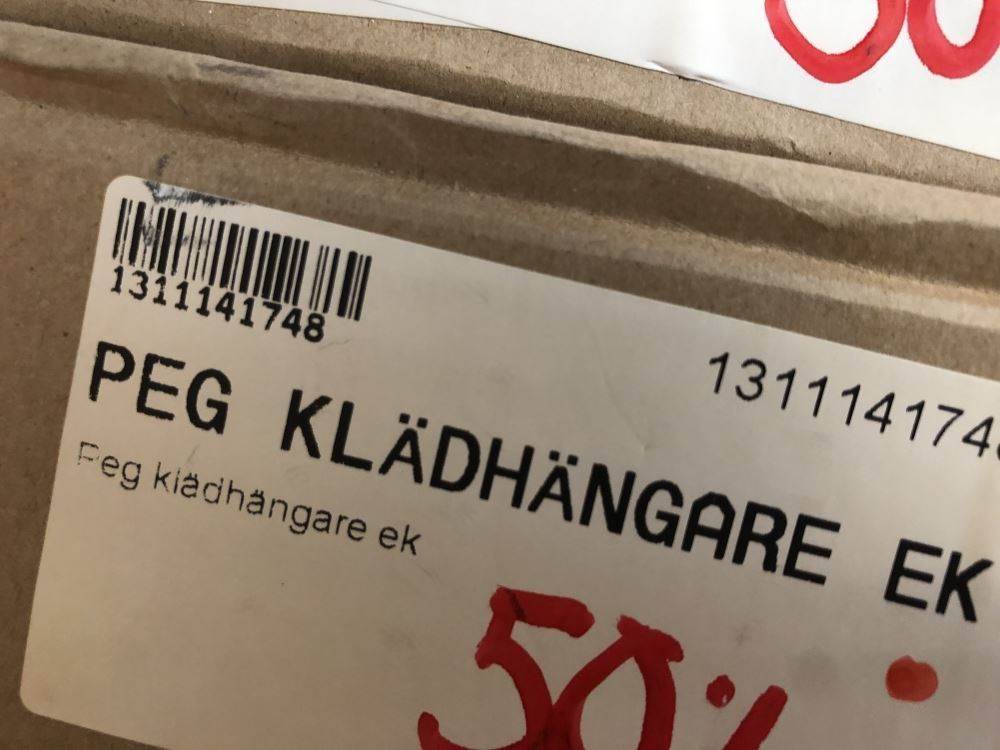 1311141748
131114174
PEG KLÄDHÄNGARE EK
Peg klädhängare ek
50%